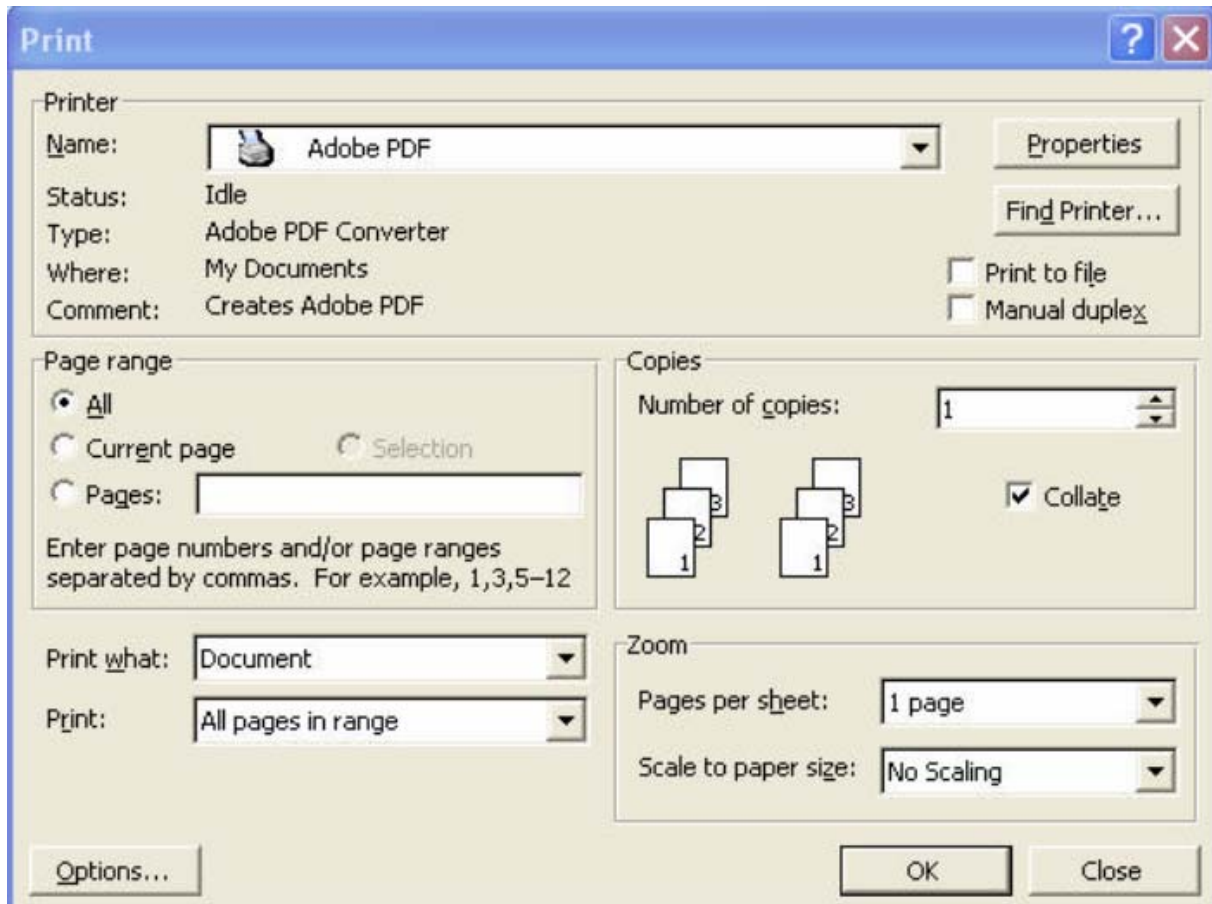 Print
Printer
Name: Adobe PDF Properties
Status: Idle Find Printer...
Type: Adobe PDF Converter
Where: My Documents Print to file
Comment: Creates Adobe PDF Manual duplex
Page range
All
Current page Selection
Pages:
Enter page numbers and/or page ranges
separated by commas. For example, 1,3,5–12
Copies
Number of copies: 1
3 3
2 2
1 1
Collate
Print what: Document
Print: All pages in range
Zoom
Pages per sheet: 1 page
Scale to paper size: No Scaling
Options... OK Close